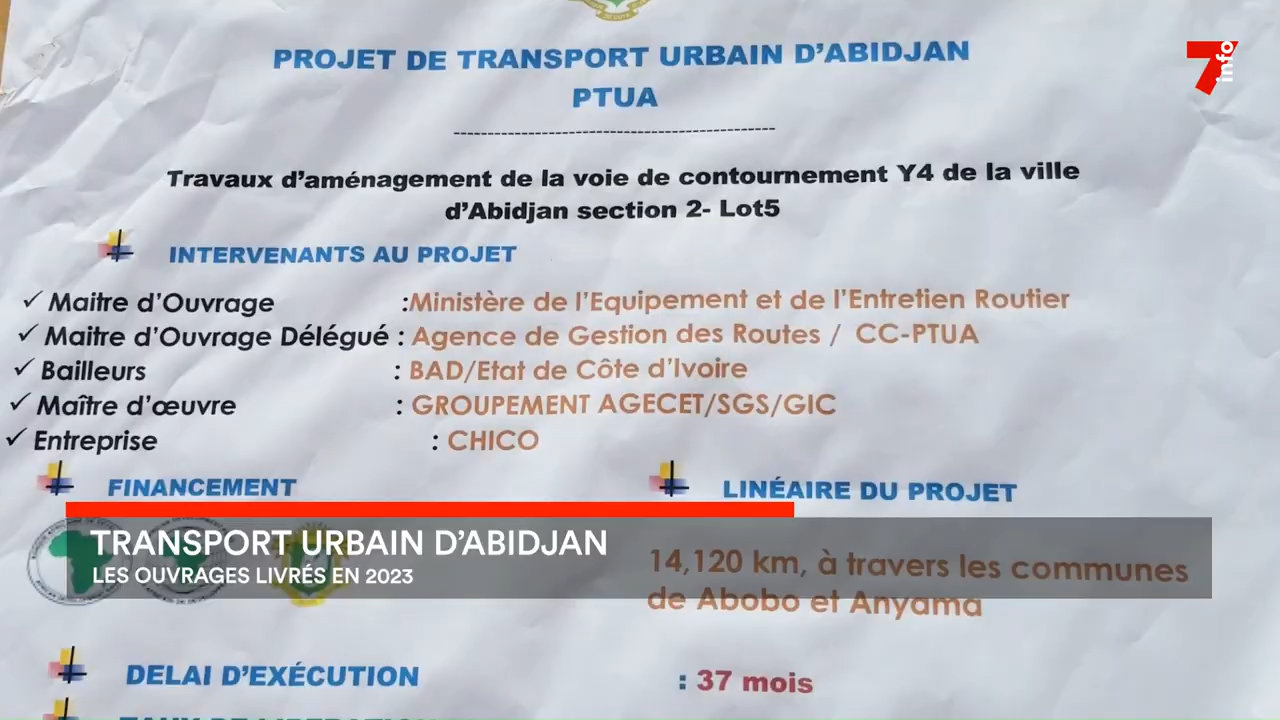 PROJET DE TRANSPORT URBAIN D'ABIDJAN
PTUA
7info
Travaux d'aménagement de la voie de contournement Y4 de la ville
d'Abidjan section 2- Lot5
INTERVENANTS AU PROJET
✓ Maitre d'Ouvrage :Ministère de l'Equipement et de l'Entretien Routier
✓ Maitre d'Ouvrage Délégué : Agence de Gestion des Routes / CC-PTUA
✓ Bailleurs : BAD/Etat de Côte d'Ivoire
✓ Maître d'œuvre : GROUPEMENT AGECET/SGS/GIC
✓ Entreprise : CHICO
FINANCEMENT
LINÉAIRE DU PROJET
14,120 km, à travers les communes
de Abobo et Anyama
TRANSPORT URBAIN D'ABIDJAN
LES OUVRAGES LIVRÉS EN 2023
DELAI D'EXÉCUTION : 37 mois